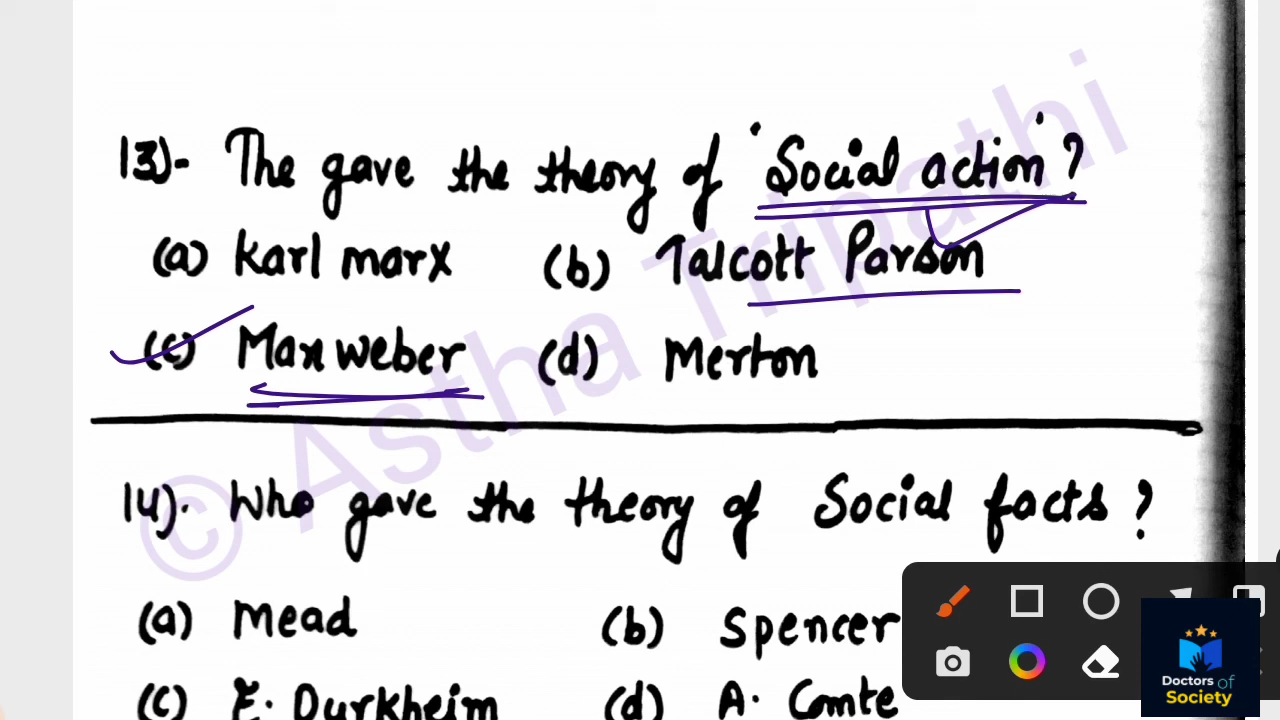 13)- The gave the theory of 'Social action'?
(a) Karl marx (b) Talcott Parson
(c) Max weber (d) Merton
14). Who gave the theory of Social facts?
(a) Mead (b) Spencer
(c) E. Durkheim (d) A. Comte
© Astha Tripathi
Doctors of
Society